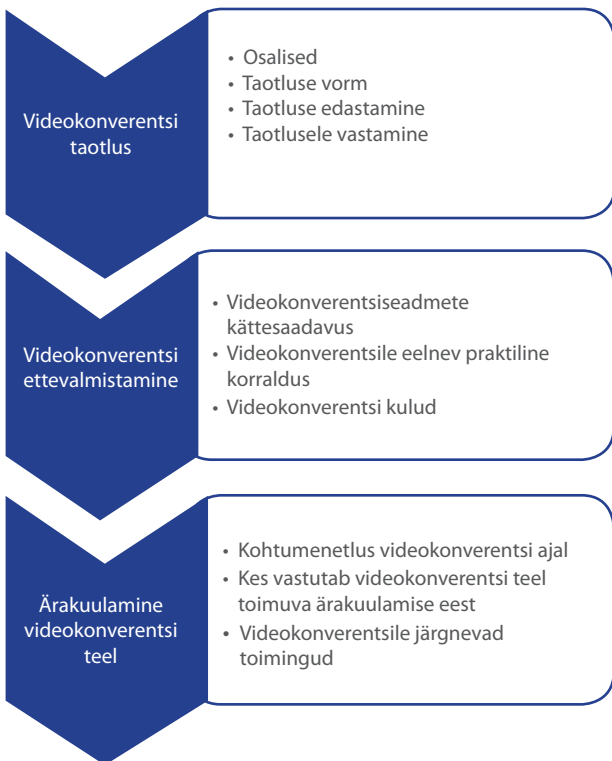 Videokonverentsi
taotlus
• Osalised
• Taotluse vorm
• Taotluse edastamine
• Taotlusele vastamine
Videokonverentsi
ettevalmistamine
• Videokonverentsiseadmete
kättesaadavus
• Videokonverentsile eelnev praktiline
korraldus
• Videokonverentsi kulud
Ärakuulamine
videokonverentsi
teel
• Kohtumenetlus videokonverentsi ajal
• Kes vastutab videokonverentsi teel
toimuva ärakuulamise eest
• Videokonverentsile järgnevad
toimingud